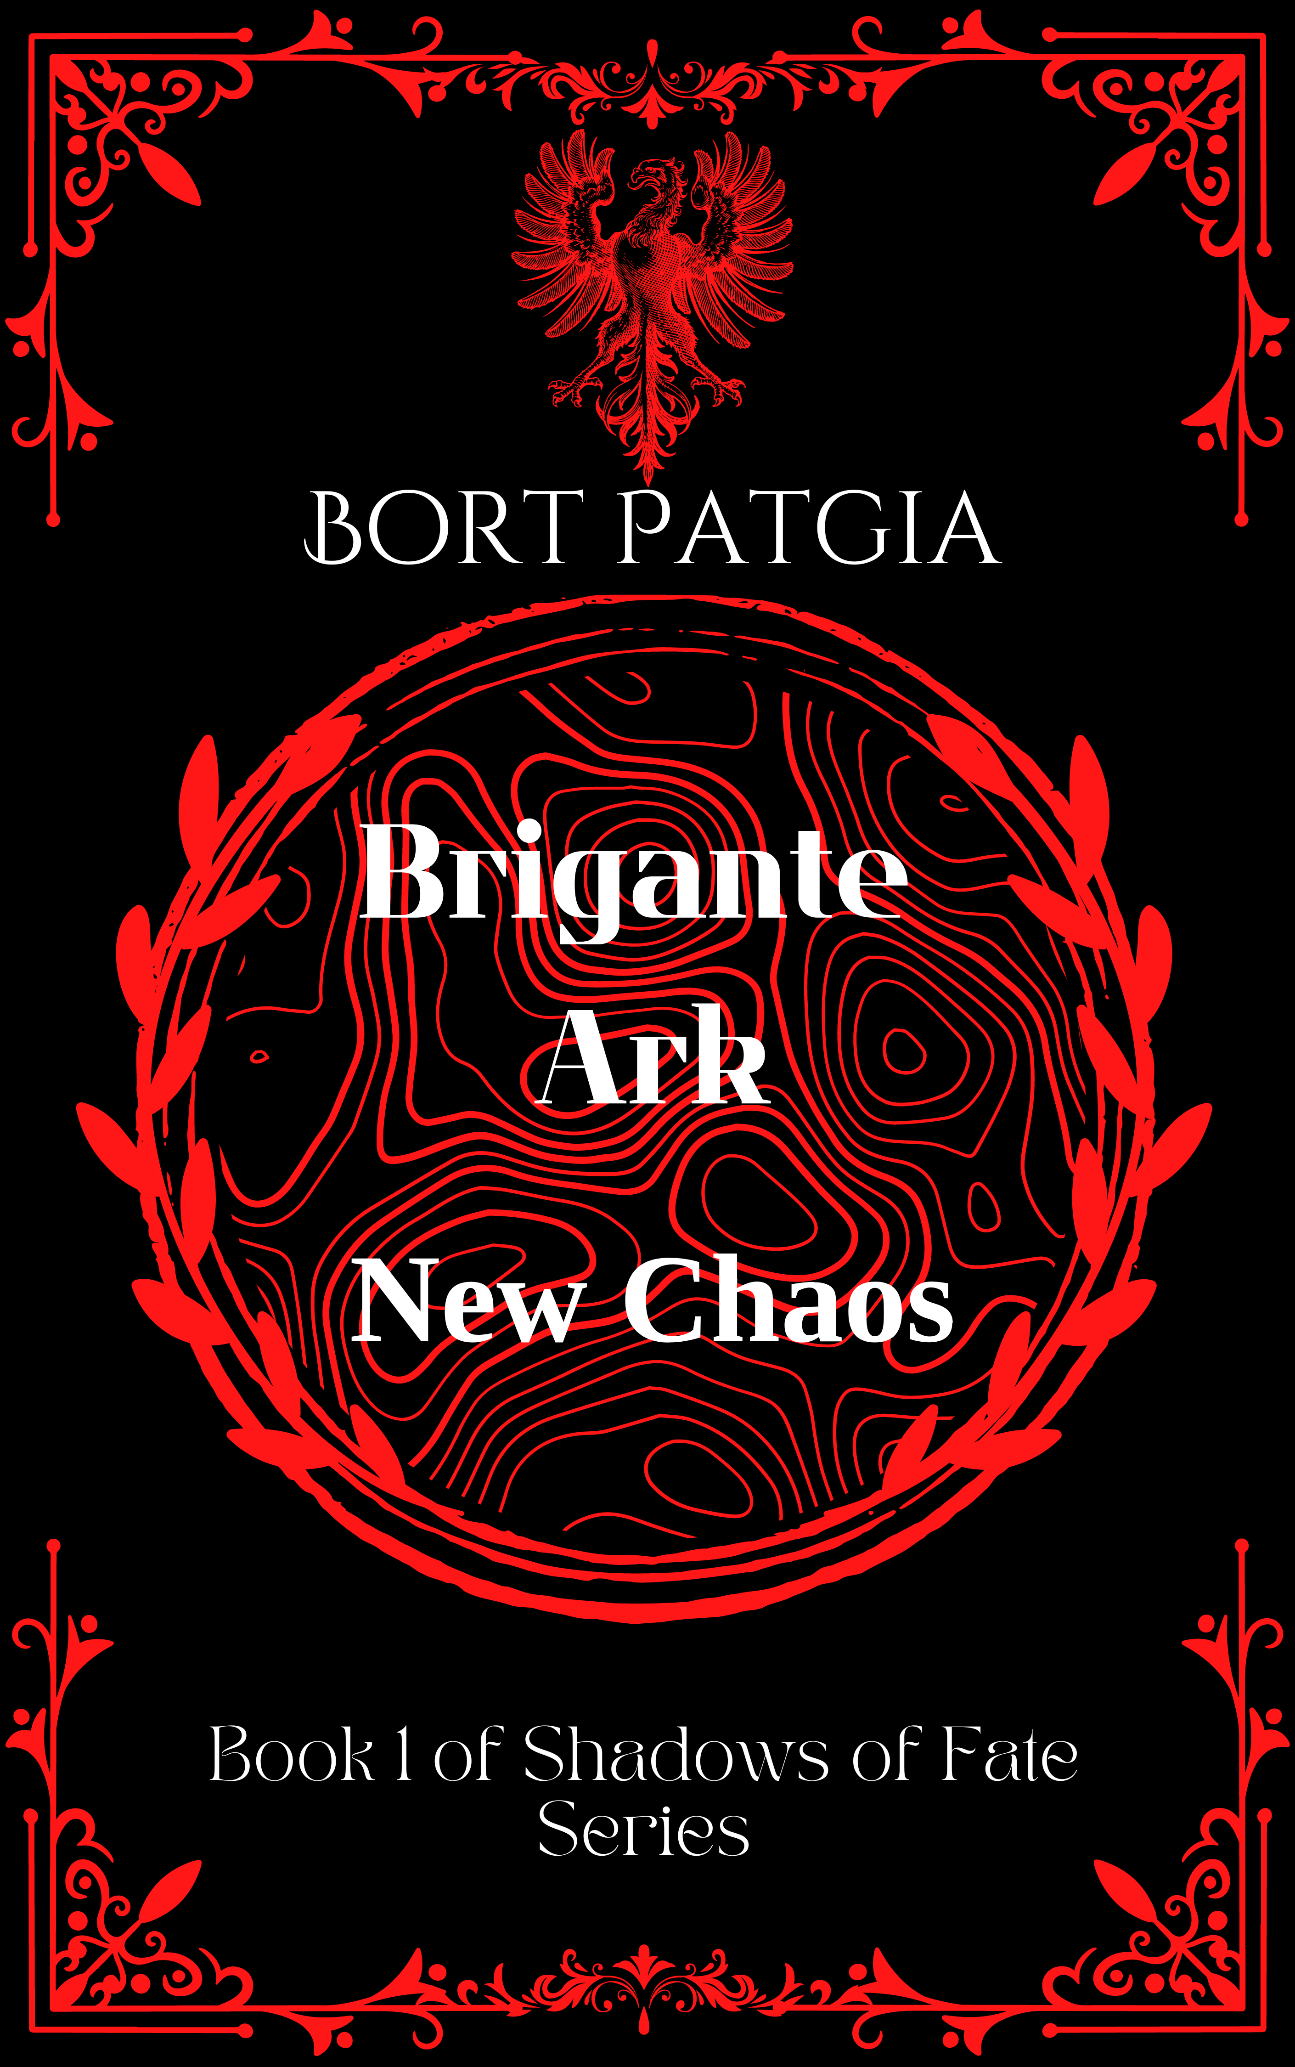 BORT PATGIA
Brigante
Ark
New Chaos
Book 1 of Shadows of Fate
Series